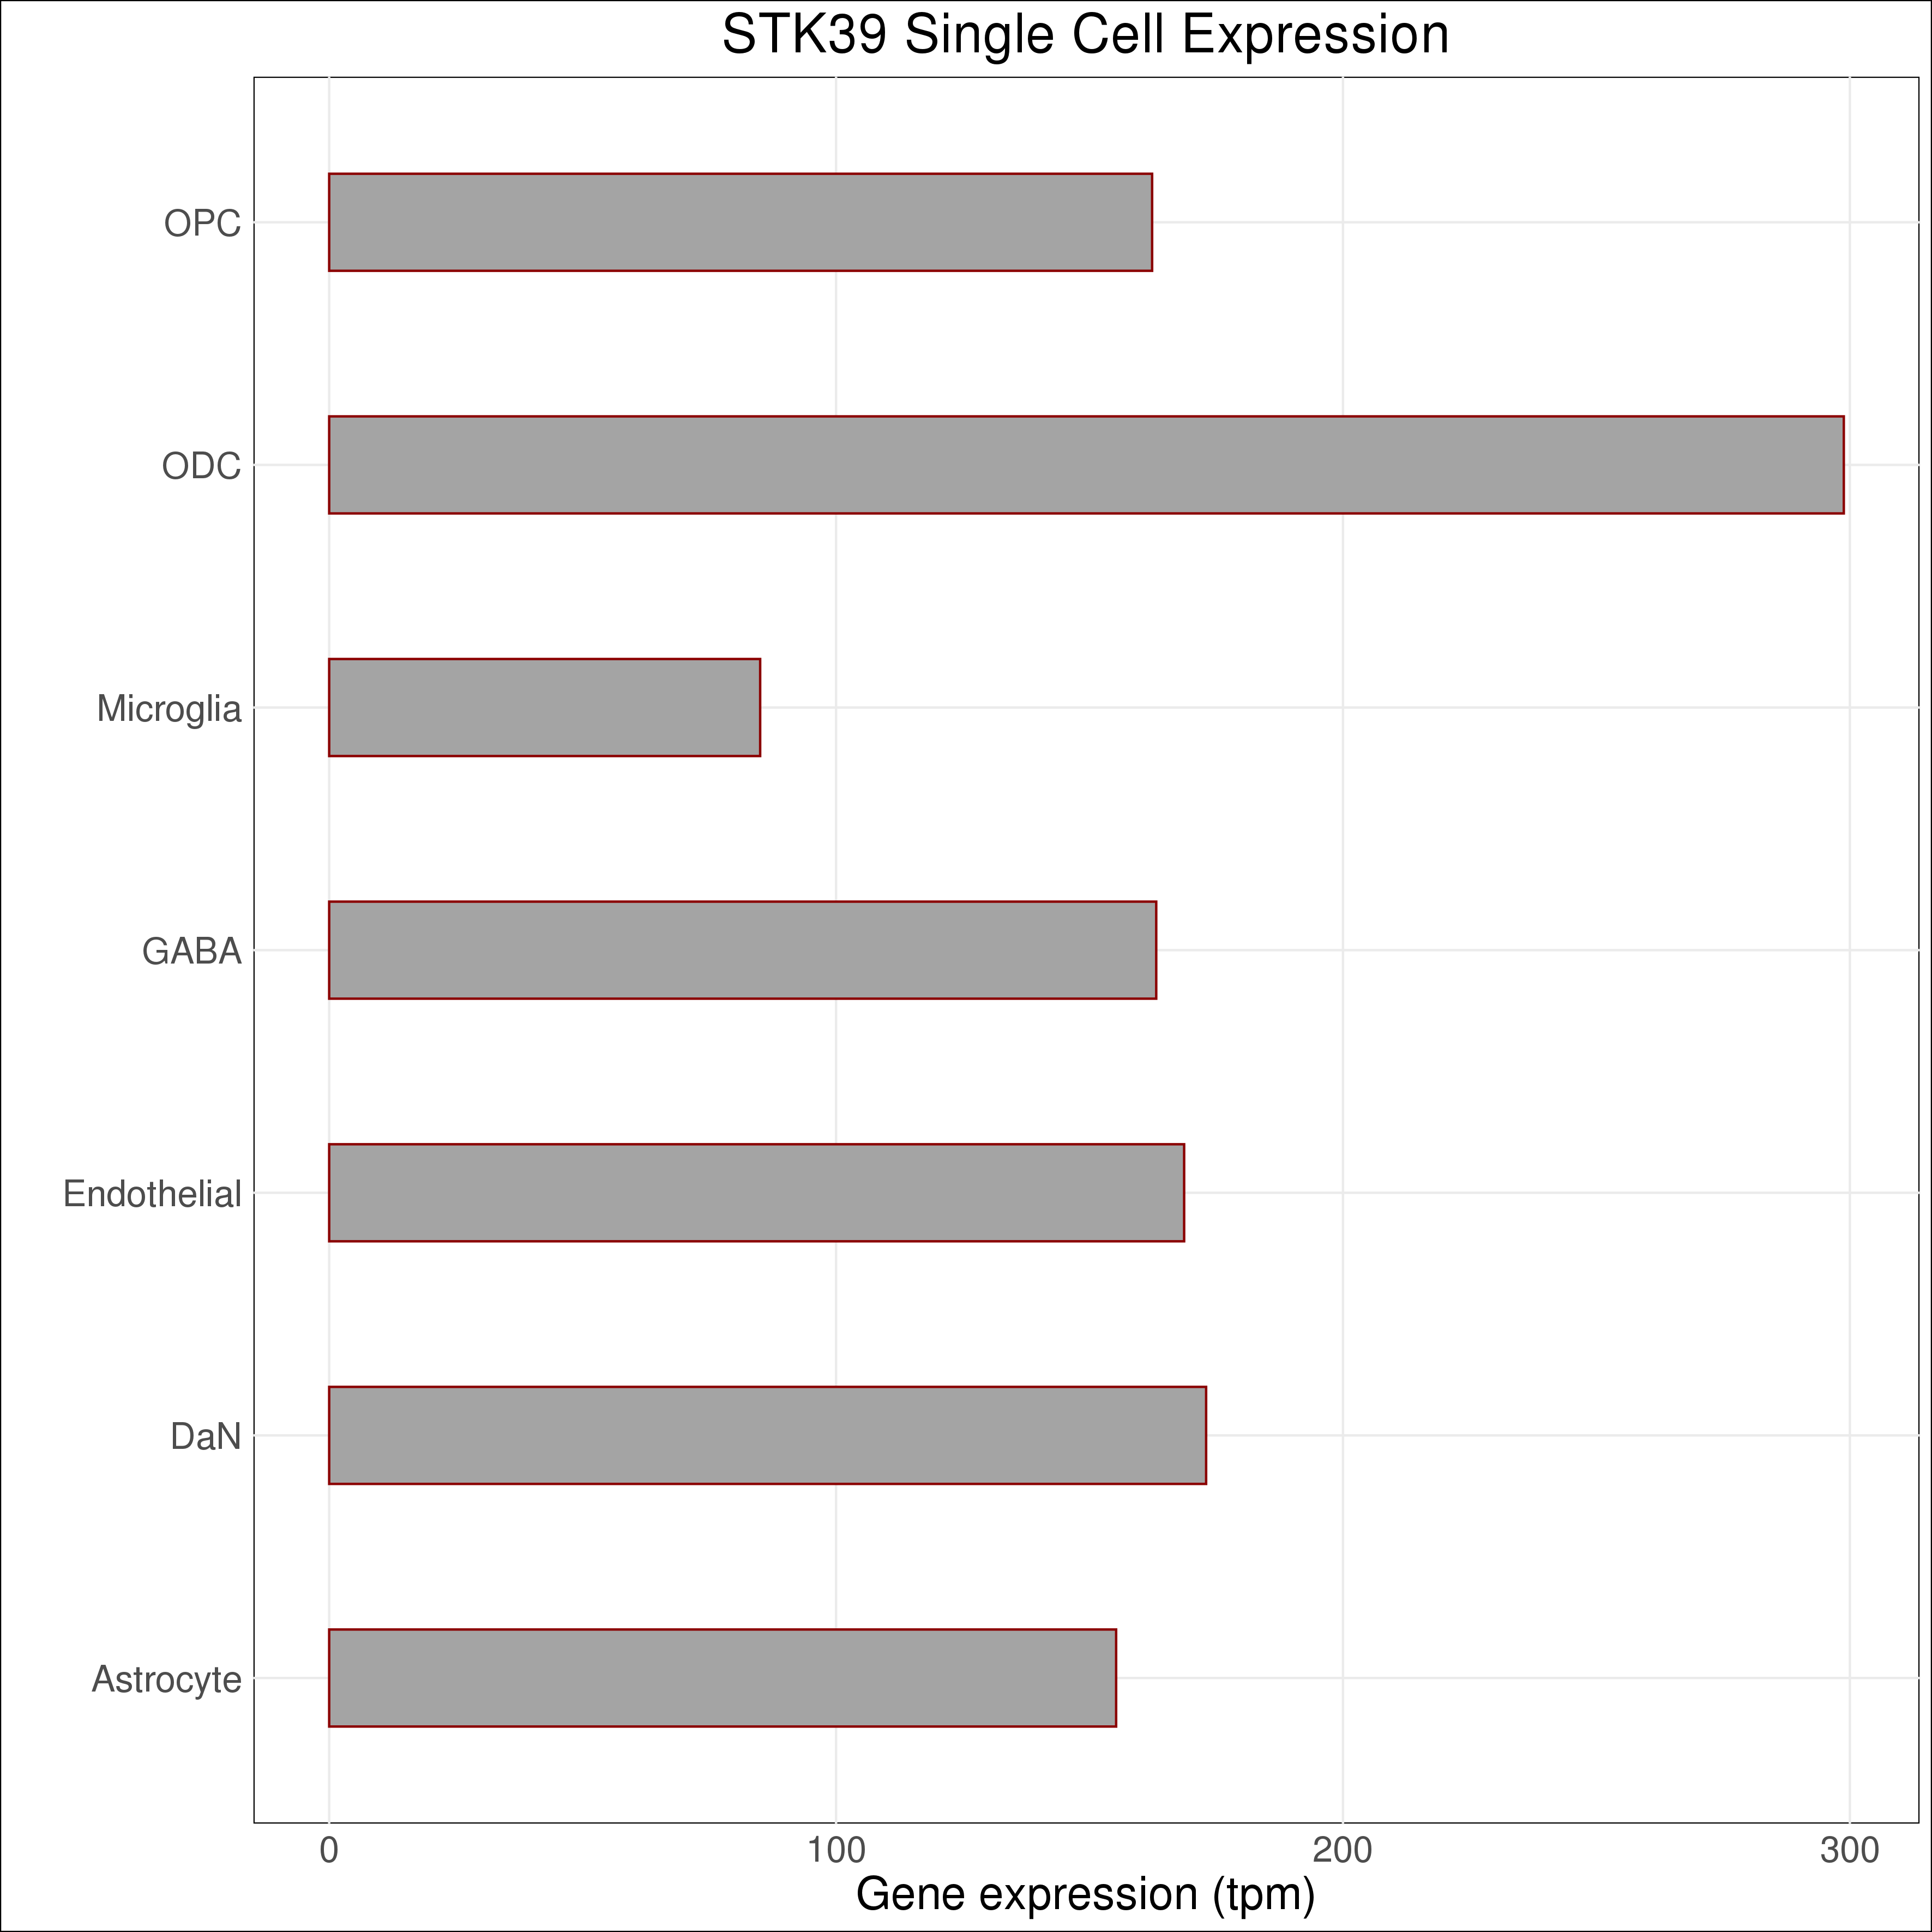 STK39 Single Cell Expression
OPC
ODC
Microglia
GABA
Endothelial
DaN
Astrocyte
0 100 200 300
Gene expression (tpm)